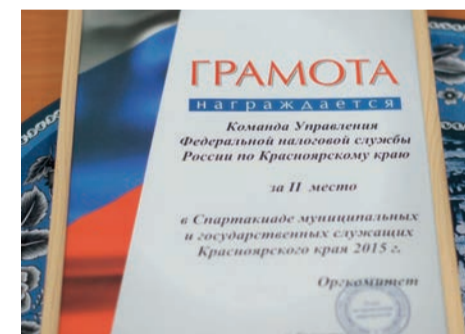 ГРАМОТА
награждается
Команда Управления
Федеральной налоговой службы
России по Красноярскому краю
за II место
в Спартакиаде муниципальных
и государственных служащих
Красноярского края 2015 г.
Оргкомитет